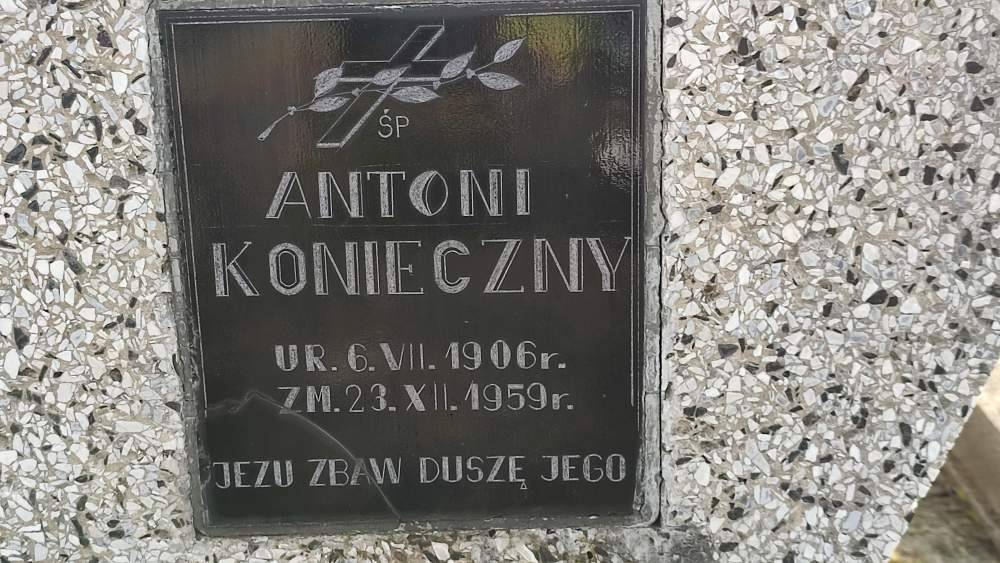 ŚP
ANTONI
KONIECZNY
UR. 6. VII. 1906r.
ZM. 23. XII. 1959r.
JEZU ZBAW DUSZĘ JEGO